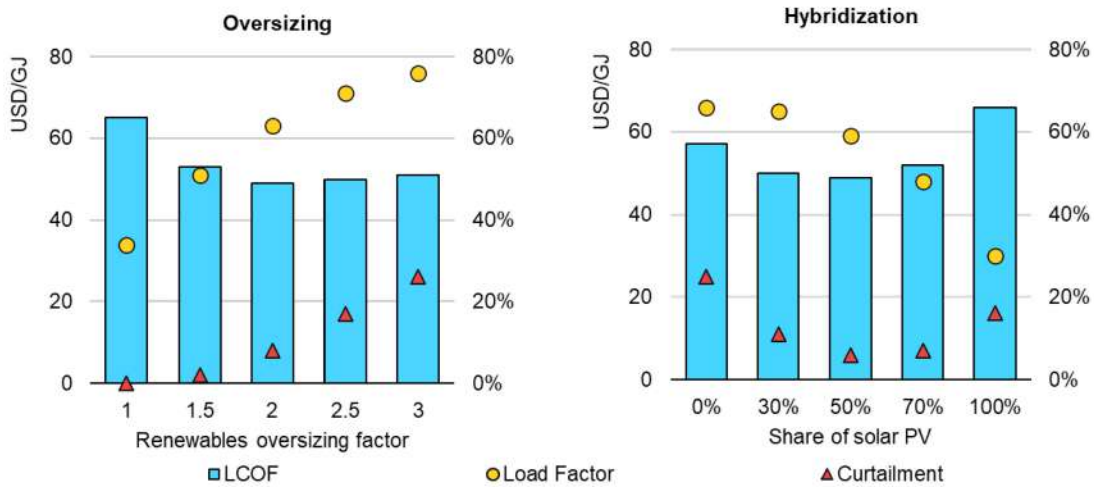 Oversizing
USD/GJ
80
60
40
20
0
80%
60%
40%
20%
0%
1 1.5 2 2.5 3
Renewables oversizing factor
Hybridization
USD/GJ
80
60
40
20
0
80%
60%
40%
20%
0%
0% 30% 50% 70% 100%
Share of solar PV
LCOF Load Factor Curtailment